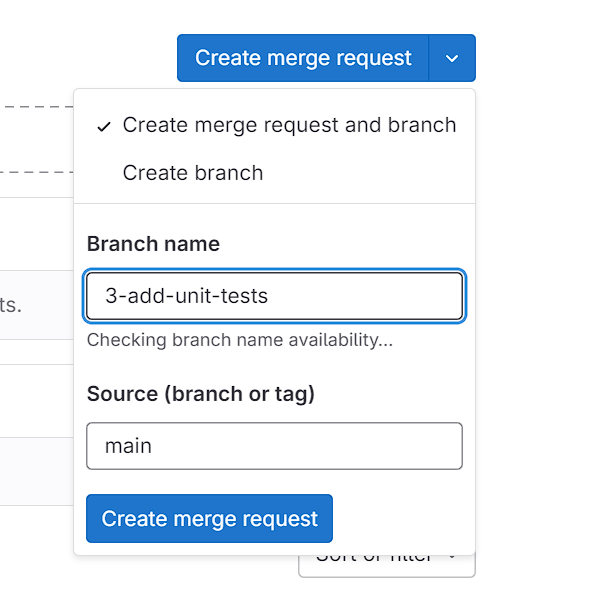 Create merge request
Create merge request and branch
Create branch
Branch name
ts.
3-add-unit-tests
Checking branch name availability...
Source (branch or tag)
main
Create merge request
Sort or filter